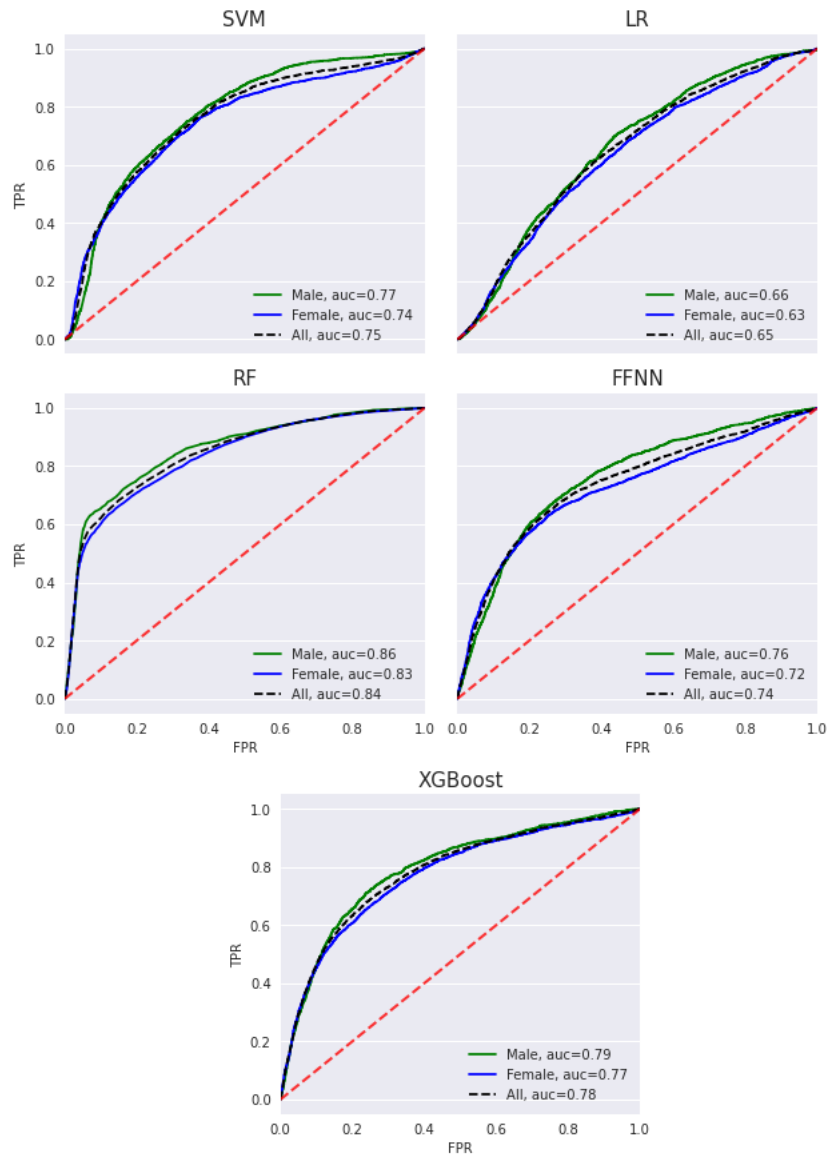 SVM
LR
1.0
0.8
0.6
0.4
0.2
0.0
TPR
Male, auc=0.77
Female, auc=0.74
All, auc=0.75
Male, auc=0.66
Female, auc=0.63
All, auc=0.65
RF
FFNN
1.0
0.8
0.6
0.4
0.2
0.0
TPR
Male, auc=0.86
Female, auc=0.83
All, auc=0.84
0.0 0.2 0.4 0.6 0.8 1.0
FPR
Male, auc=0.76
Female, auc=0.72
All, auc=0.74
0.0 0.2 0.4 0.6 0.8 1.0
FPR
XGBoost
1.0
0.8
0.6
0.4
0.2
0.0
TPR
Male, auc=0.79
Female, auc=0.77
All, auc=0.78
0.0 0.2 0.4 0.6 0.8 1.0
FPR